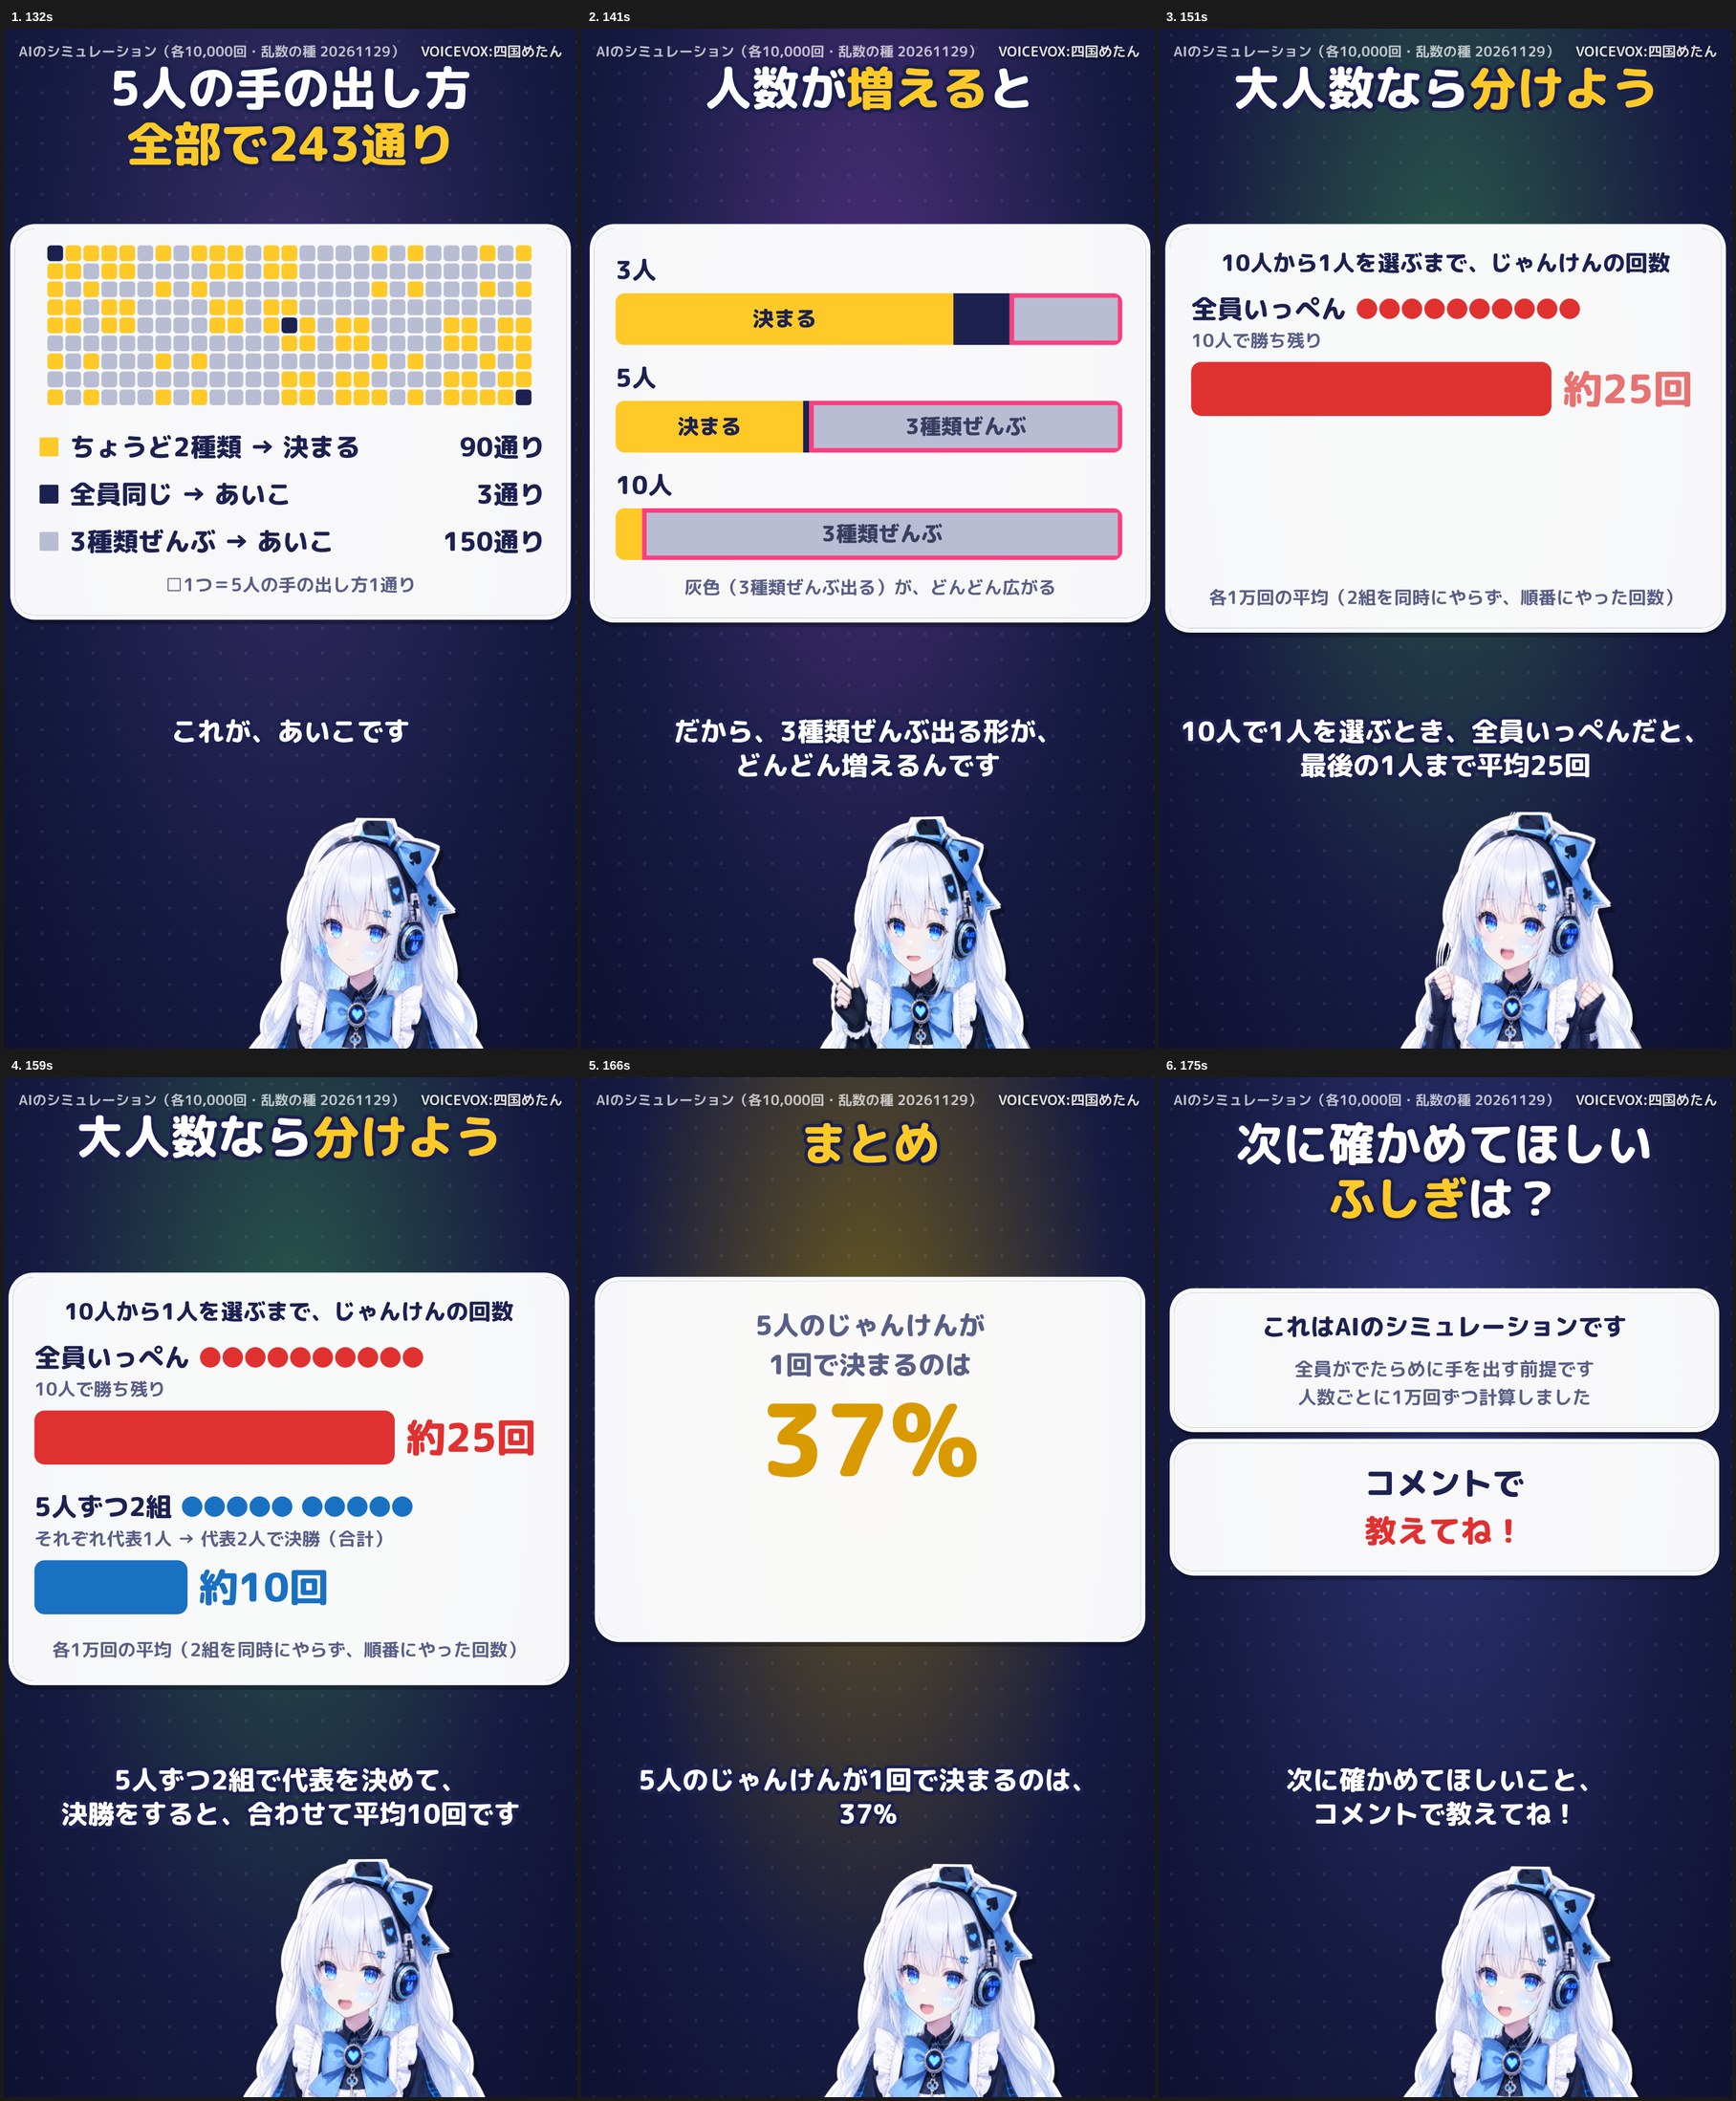 1. 132s
AIのシミュレーション（各10,000回・乱数の種 20261129）
VOICEVOX:四国めたん
5人の手の出し方
全部で243通り
ちょうど2種類 → 決まる 90通り
全員同じ → あいこ 3通り
3種類ぜんぶ → あいこ 150通り
□1つ＝5人の手の出し方1通り
これが、あいこです
2. 141s
AIのシミュレーション（各10,000回・乱数の種 20261129）
VOICEVOX:四国めたん
人数が増えると
3人
決まる
5人
決まる 3種類ぜんぶ
10人
3種類ぜんぶ
灰色（3種類ぜんぶ出る）が、どんどん広がる
だから、3種類ぜんぶ出る形が、
どんどん増えるんです
3. 151s
AIのシミュレーション（各10,000回・乱数の種 20261129）
VOICEVOX:四国めたん
大人数なら分けよう
10人から1人を選ぶまで、じゃんけんの回数
全員いっぺん
10人で勝ち残り
約25回
各1万回の平均（2組を同時にやらず、順番にやった回数）
10人で1人を選ぶとき、全員いっぺんだと、
最後の1人まで平均25回
4. 159s
AIのシミュレーション（各10,000回・乱数の種 20261129）
VOICEVOX:四国めたん
大人数なら分けよう
10人から1人を選ぶまで、じゃんけんの回数
全員いっぺん
10人で勝ち残り
約25回
5人ずつ2組
それぞれ代表1人 → 代表2人で決勝（合計）
約10回
各1万回の平均（2組を同時にやらず、順番にやった回数）
5人ずつ2組で代表を決めて、
決勝をすると、合わせて平均10回です
5. 166s
AIのシミュレーション（各10,000回・乱数の種 20261129）
VOICEVOX:四国めたん
まとめ
5人のじゃんけんが
1回で決まるのは
37%
5人のじゃんけんが1回で決まるのは、
37%
6. 175s
AIのシミュレーション（各10,000回・乱数の種 20261129）
VOICEVOX:四国めたん
次に確かめてほしい
ふしぎは？
これはAIのシミュレーションです
全員がでたらめに手を出す前提です
人数ごとに1万回ずつ計算しました
コメントで
教えてね！
次に確かめてほしいこと、
コメントで教えてね！